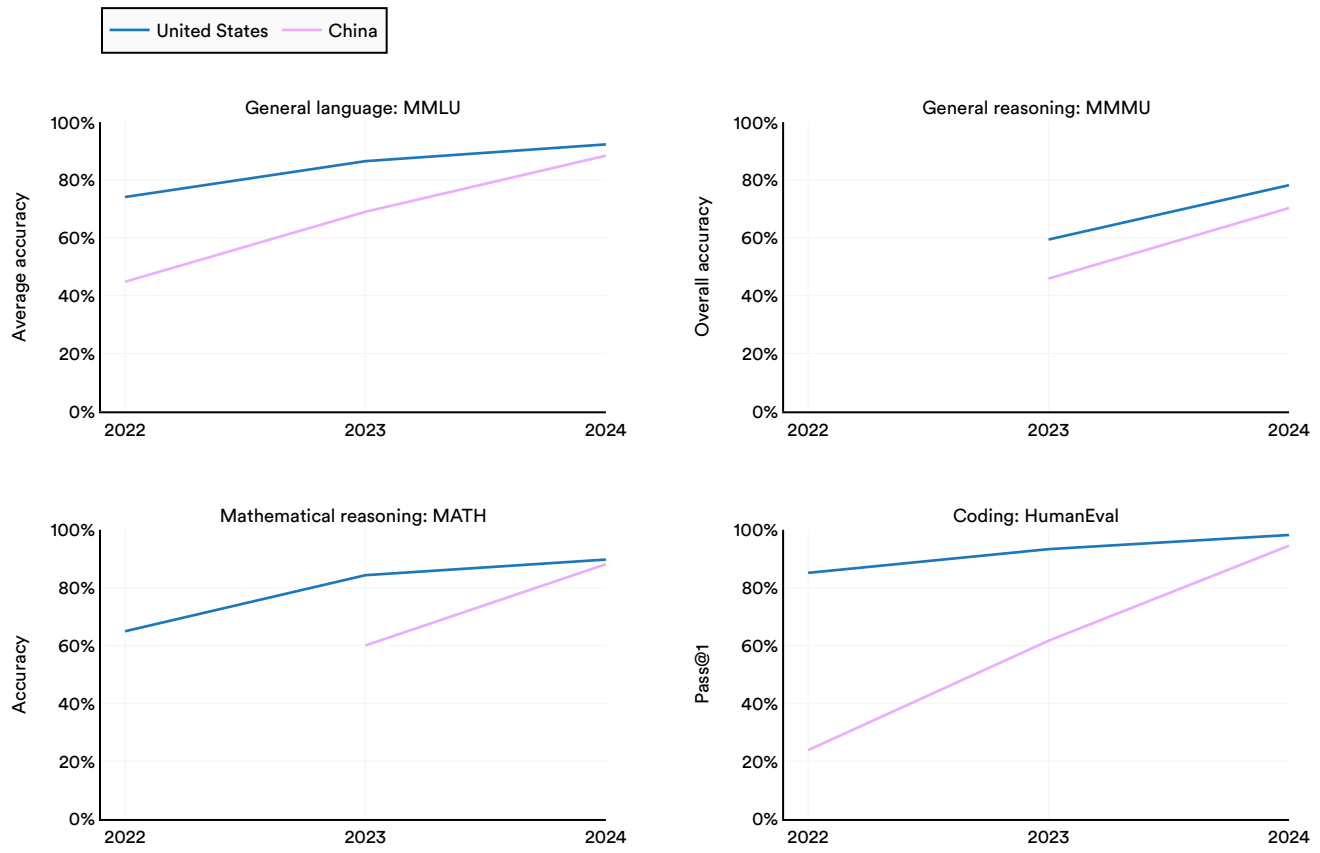 United States China
General language: MMLU
Average accuracy
100%
80%
60%
40%
20%
0%
2022 2023 2024
General reasoning: MMMU
Overall accuracy
100%
80%
60%
40%
20%
0%
2022 2023 2024
Mathematical reasoning: MATH
Accuracy
100%
80%
60%
40%
20%
0%
2022 2023 2024
Coding: HumanEval
Pass@1
100%
80%
60%
40%
20%
0%
2022 2023 2024